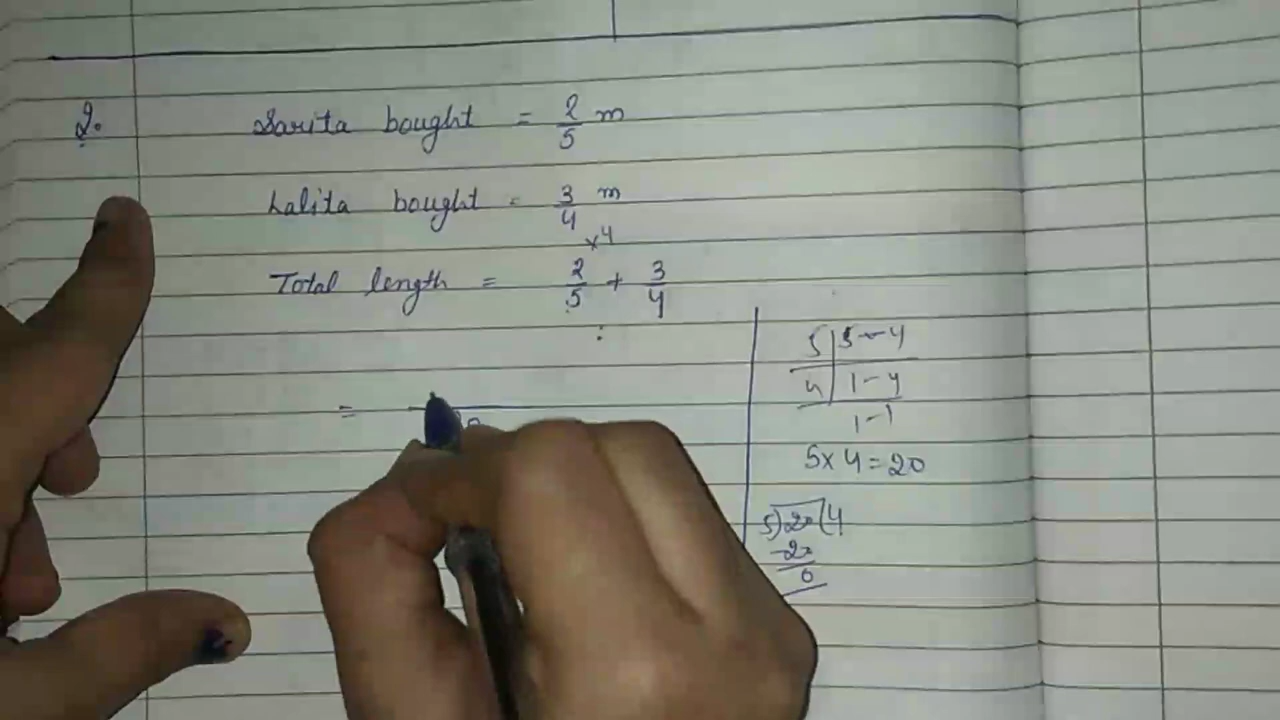 2. Sarita bought = 2/5 m
Lalita bought = 3/4 m
×4
Total length = 2/5 + 3/4
=
5 | 5 - 4
4 | 1 - 4
1 - 1
5 × 4 = 20
5)20(4
-20
0